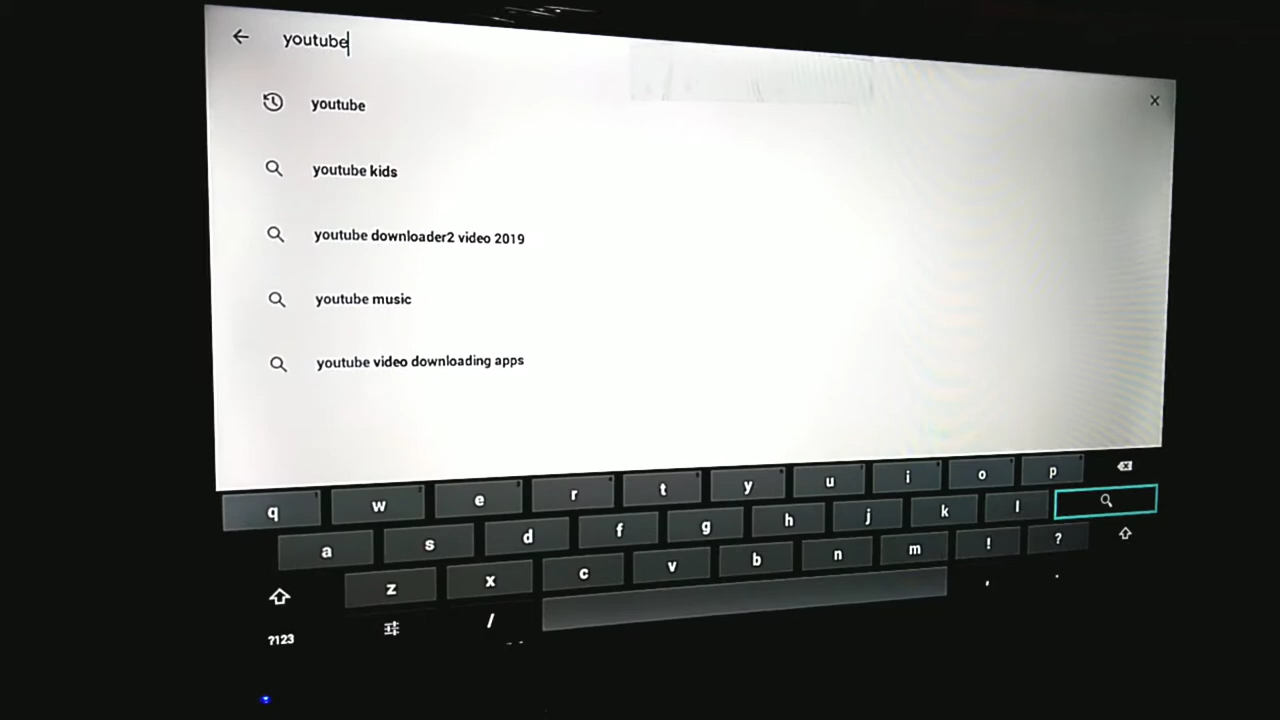 youtube
youtube
youtube kids
youtube downloader2 video 2019
youtube music
youtube video downloading apps
q w e r t y u i o p
a s d f g h j k l
z x c v b n m ! ?
?123 / , .